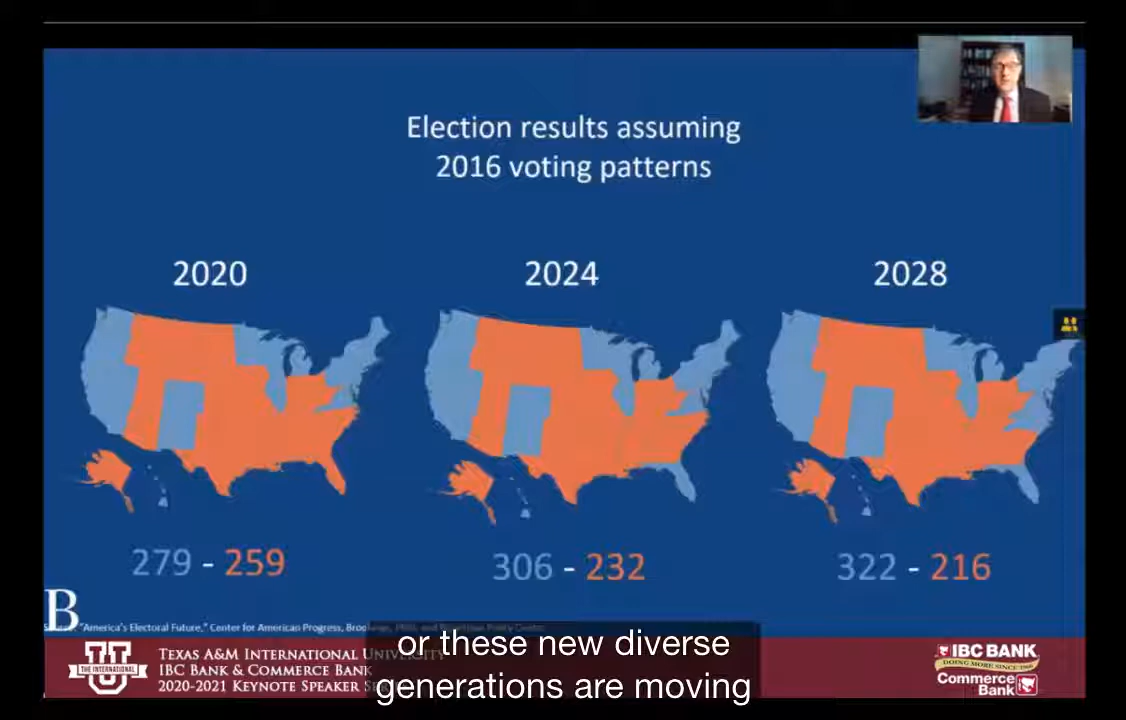 Election results assuming
2016 voting patterns
2020
2024
2028
279 - 259
306 - 232
322 - 216
B
"America's Electoral Future," Center for American Progress,
or these new diverse
generations are moving
U
THE INTERNATIONAL
TEXAS A&M INTERNATIONAL UNIVERSITY
IBC BANK & COMMERCE BANK
2020-2021 KEYNOTE SPEAKER
IBC BANK
DOING MORE SINCE 1966
Commerce
Bank